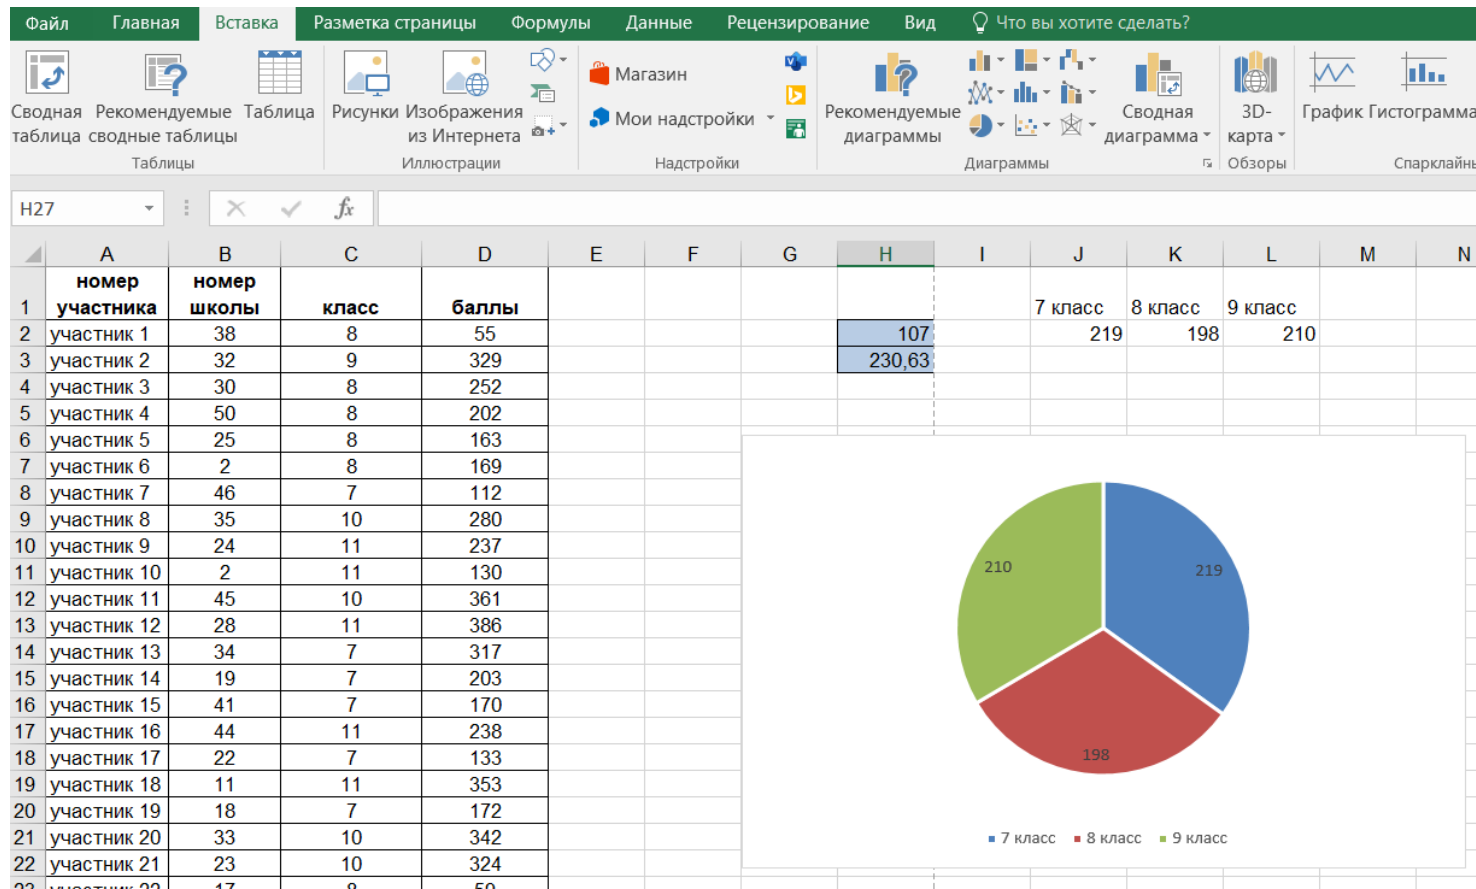 Файл Главная Вставка Разметка страницы Формулы Данные Рецензирование Вид Что вы хотите сделать?
Сводная таблица
Рекомендуемые сводные таблицы
Таблица
Рисунки
Изображения из Интернета
Магазин
Мои надстройки
Рекомендуемые диаграммы
Сводная диаграмма
3D-карта
График Гистограмма
Таблицы Иллюстрации Надстройки Диаграммы Обзоры Спарклайны
H27 fx
A B C D E F G H I J K L M N
1 номер участника номер школы класс баллы 7 класс 8 класс 9 класс
2 участник 1 38 8 55 107 219 198 210
3 участник 2 32 9 329 230,63
4 участник 3 30 8 252
5 участник 4 50 8 202
6 участник 5 25 8 163
7 участник 6 2 8 169
8 участник 7 46 7 112
9 участник 8 35 10 280
10 участник 9 24 11 237
11 участник 10 2 11 130
12 участник 11 45 10 361
13 участник 12 28 11 386
14 участник 13 34 7 317
15 участник 14 19 7 203
16 участник 15 41 7 170
17 участник 16 44 11 238
18 участник 17 22 7 133
19 участник 18 11 11 353
20 участник 19 18 7 172
21 участник 20 33 10 342
22 участник 21 23 10 324
23 участник 22 17 8 59
210 219
198
7 класс 8 класс 9 класс